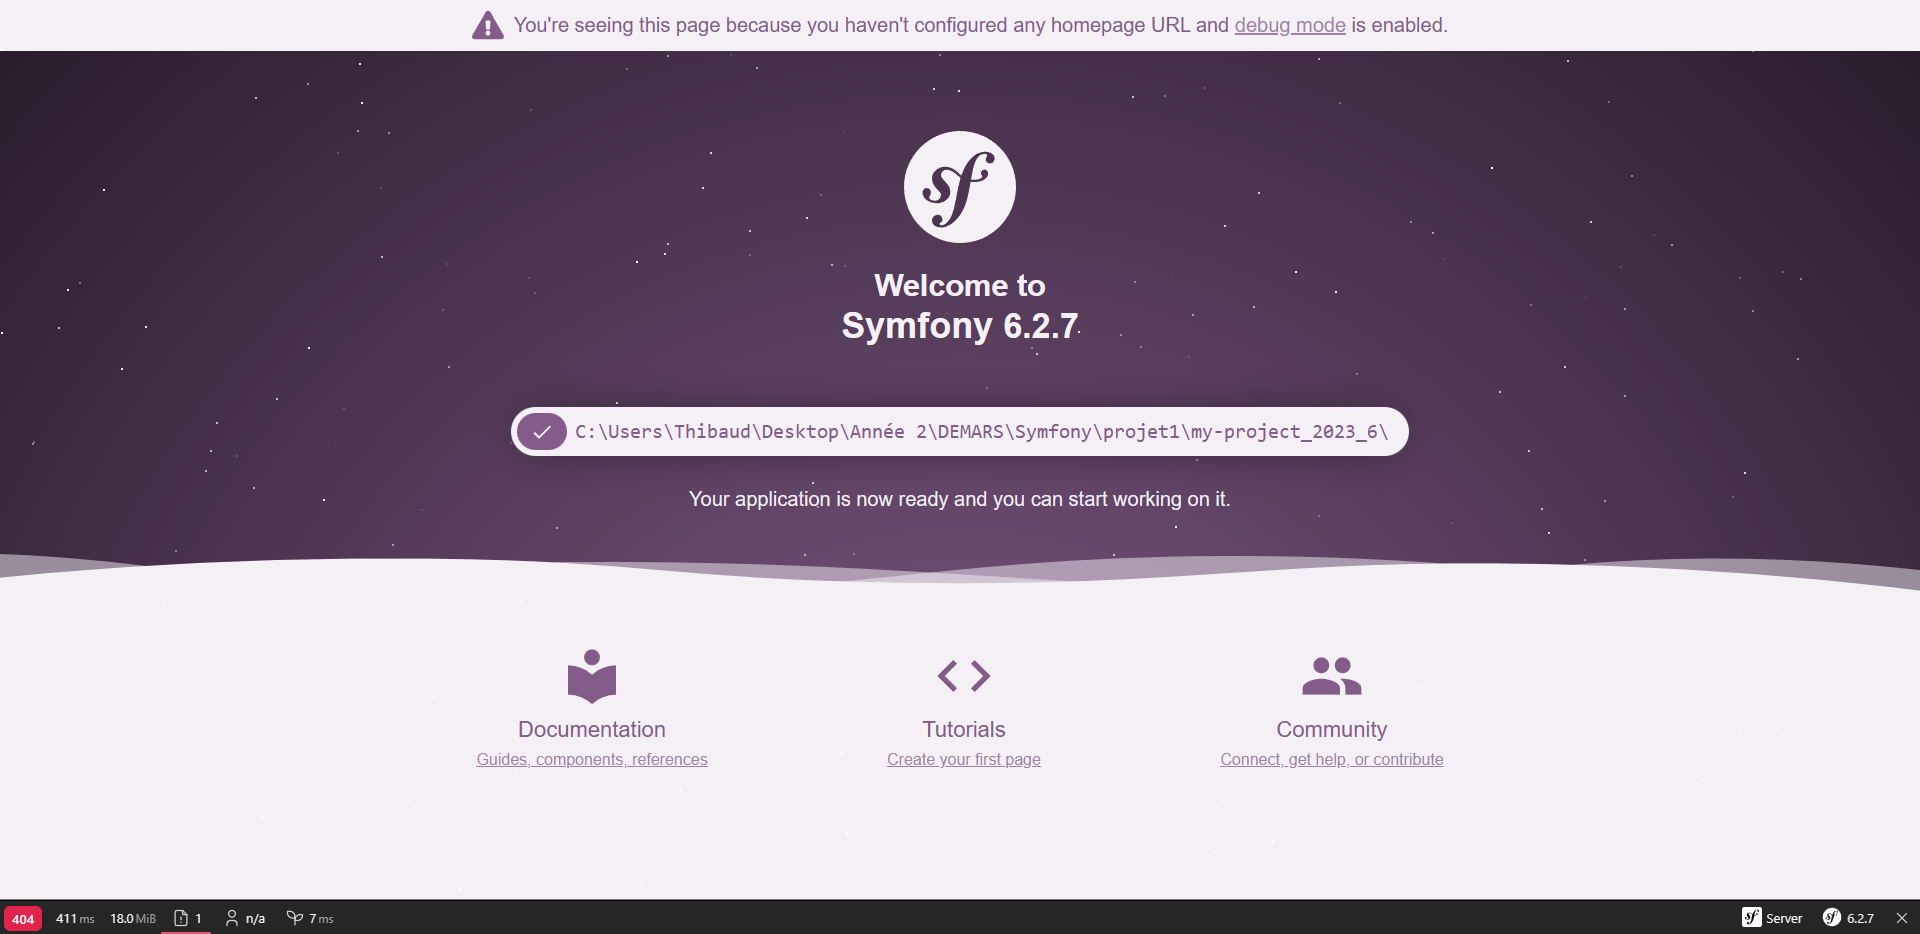 You're seeing this page because you haven't configured any homepage URL and debug mode is enabled.
sf
Welcome to
Symfony 6.2.7
C:\Users\Thibaud\Desktop\Année 2\DEMARS\Symfony\projet1\my-project_2023_6\
Your application is now ready and you can start working on it.
Documentation
Guides, components, references
Tutorials
Create your first page
Community
Connect, get help, or contribute
404 411 ms 18.0 MiB 1 n/a 7 ms sf Server sf 6.2.7